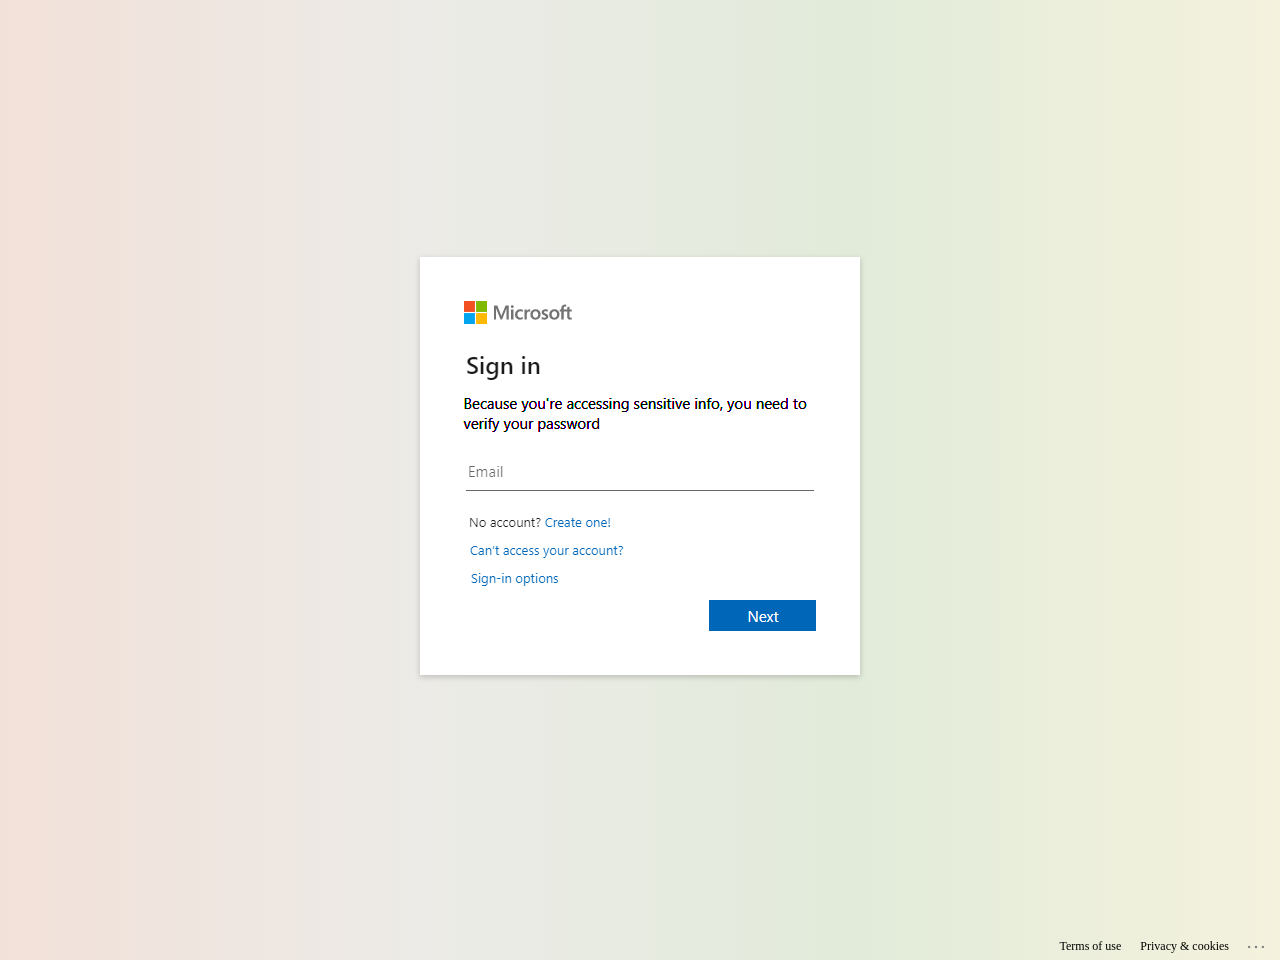 Microsoft
Sign in
Because you're accessing sensitive info, you need to
verify your password
Email
No account? Create one!
Can't access your account?
Sign-in options
Next
Terms of use Privacy & cookies ...